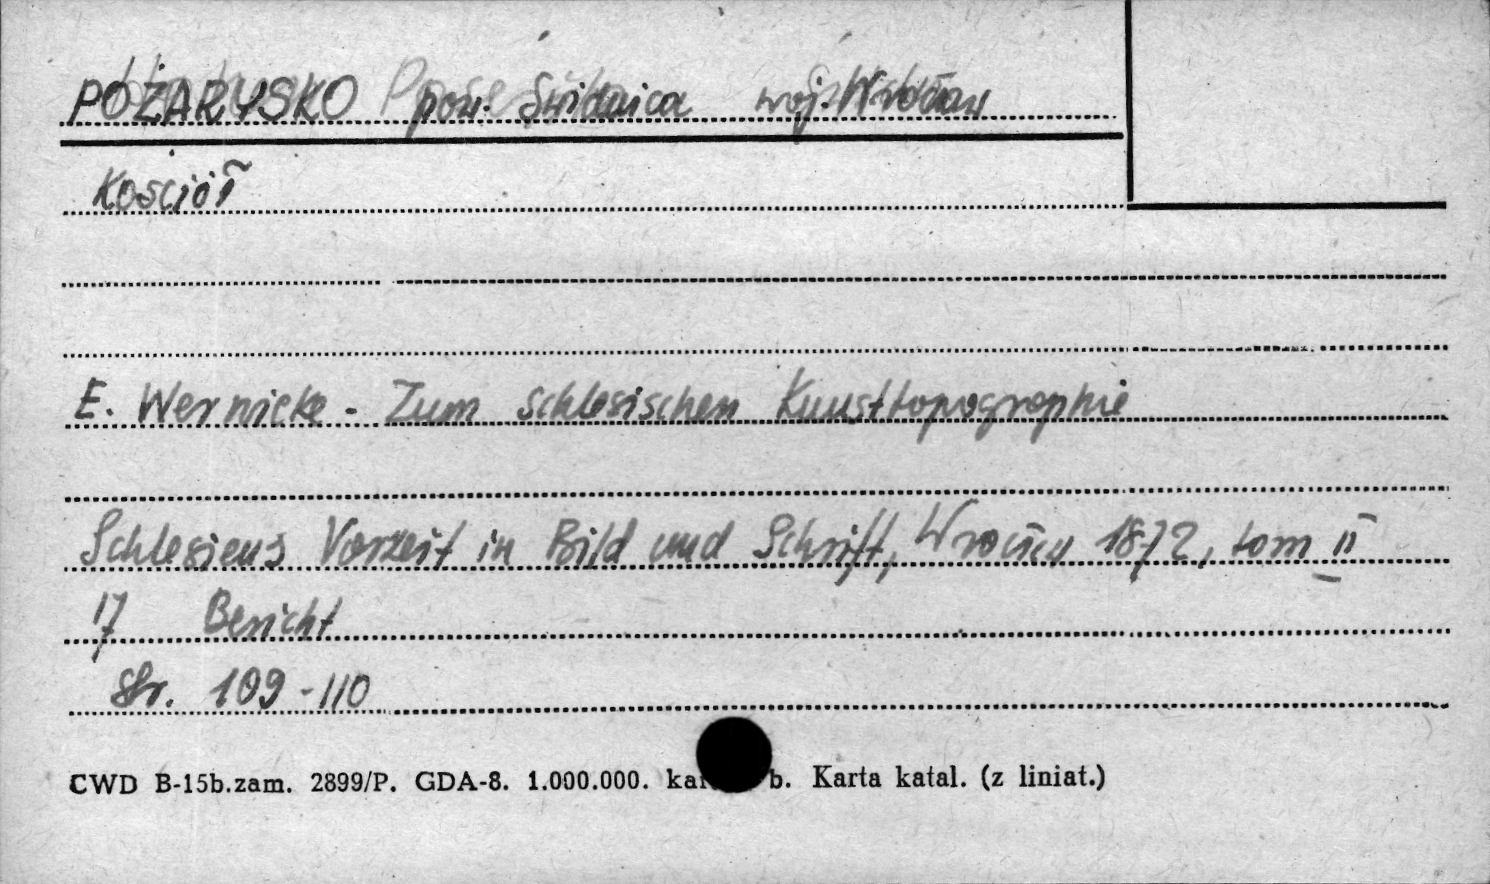 POŻARYSKO pow. Świdnica woj. Wrocław
Kościół
E. Wernicke - Zum schlesischen Kunsttopographie
Schlesiens Vorzeit in Bild und Schrift, Wrocław 1872, tom II
17 Bericht
str. 109-110
CWD B-15b.zam. 2899/P. GDA-8. 1.000.000. b. Karta katal. (z liniat.)